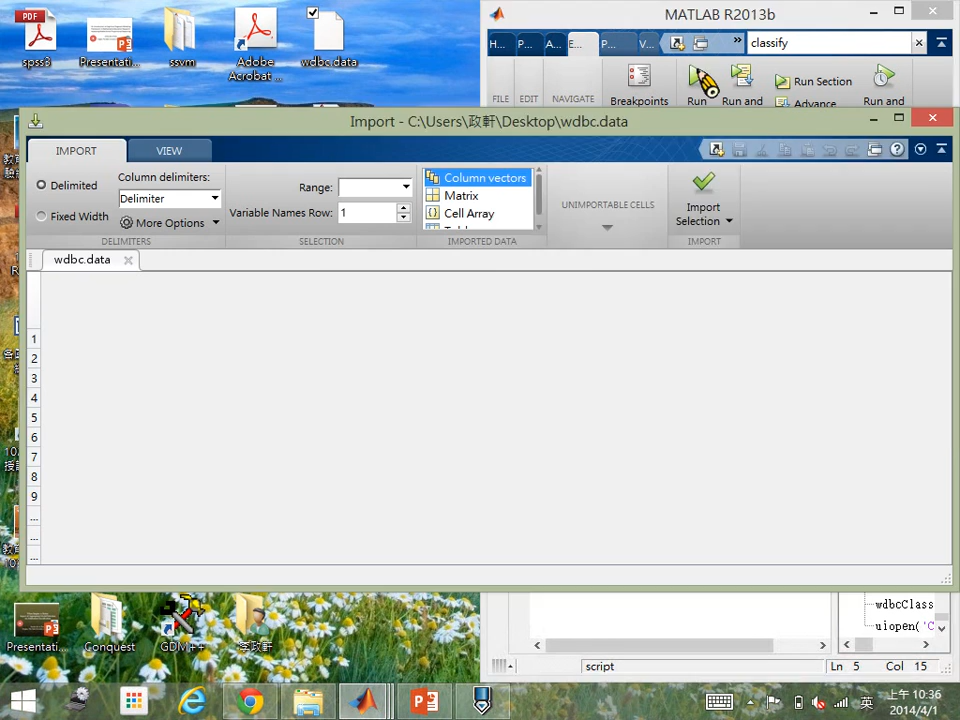 PDF
spss3
Presentati...
ssvm
Adobe
Acrobat ...
wdbc.data
MATLAB R2013b
H...
P...
A...
E...
P...
V...
classify
FILE
EDIT
NAVIGATE
Breakpoints
Run
Run and
Run Section
Advance
Run and
Import - C:\Users\政軒\Desktop\wdbc.data
IMPORT
VIEW
Delimited
Fixed Width
Column delimiters:
Delimiter
More Options
DELIMITERS
Range:
Variable Names Row: 1
SELECTION
Column vectors
Matrix
Cell Array
IMPORTED DATA
UNIMPORTABLE CELLS
Import
Selection
IMPORT
wdbc.data
1
2
3
4
5
6
7
8
9
...
...
...
Presentati...
Conquest
GDM++
李政軒
wdbcClass
uiopen('C
script
Ln 5 Col 15
英
上午 10:36
2014/4/1